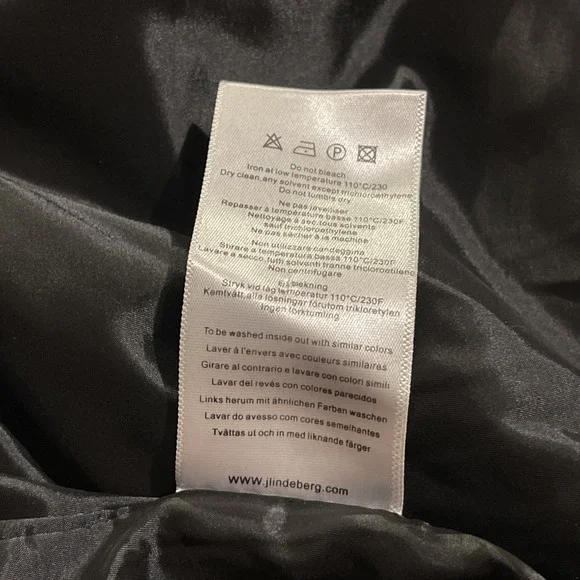 P
Do not bleach
Iron at low temperature 110°C/230
Dry clean, any solvent except trichloroethylene
Do not tumble dry
Ne pas javeliser
Repasser à température basse 110°C/230F
Nettoyage à sec tous solvents
sauf trichloroethylene
Ne pas sècher à la machine
Non utilizzare candeggina
Stirare a temperatura bassa 110°C/230F
Lavare a secco, tutti solventi tranne tricloroetilene
Non centrifugare
Ej blekning
Stryk vid låg temperatur 110°C/230F
Kemtvätt, alla lösningar förutom trikloretylen
Ingen torktumling
To be washed inside out with similar colors
Laver à l'envers avec couleurs similaires
Girare al contrario e lavare con colori simili
Lavar del revés con colores parecidos
Links herum mit ähnlichen Farben waschen
Lavar do avesso com cores semelhantes
Tvättas ut och in med liknande färger
www.jlindeberg.com